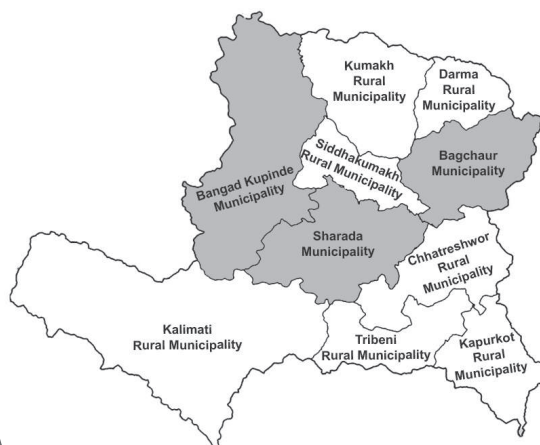 Kumakh
Rural
Municipality
Darma
Rural
Municipality
Siddhakumakh
Rural Municipality
Bagchaur
Municipality
Bangad Kupinde
Municipality
Sharada
Municipality
Chhatreshwor
Rural
Municipality
Kalimati
Rural Municipality
Tribeni
Rural Municipality
Kapurkot
Rural
Municipality